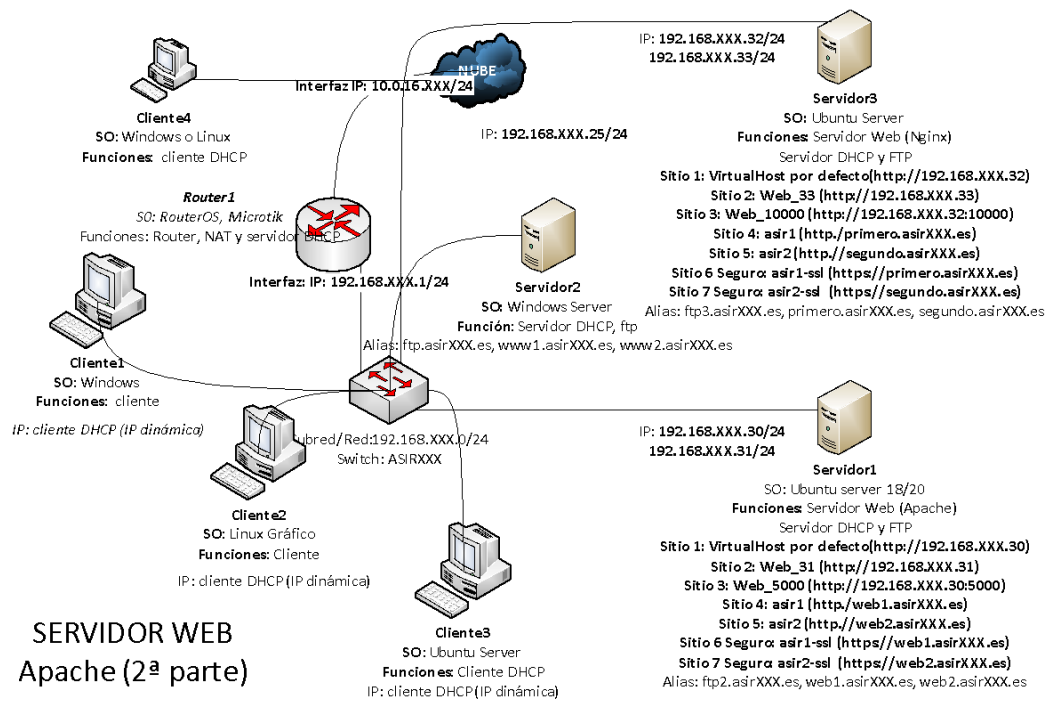 NUBE
Interfaz IP: 10.0.16.XXX/24
Cliente4
SO: Windows o Linux
Funciones: cliente DHCP
IP: 192.168.XXX.32/24
192.168.XXX.33/24
Servidor3
SO: Ubuntu Server
Funciones: Servidor Web (Nginx)
Servidor DHCP y FTP
Sitio 1: VirtualHost por defecto(http://192.168.XXX.32)
Sitio 2: Web_33 (http://192.168.XXX.33)
Sitio 3: Web_10000 (http://192.168.XXX.32:10000)
Sitio 4: asir1 (http./primero.asirXXX.es)
Sitio 5: asir2 (http.//segundo.asirXXX.es)
Sitio 6 Seguro: asir1-ssl (https//primero.asirXXX.es)
Sitio 7 Seguro: asir2-ssl (https//segundo.asirXXX.es)
Alias: ftp3.asirXXX.es, primero.asirXXX.es, segundo.asirXXX.es
IP: 192.168.XXX.25/24
Servidor2
SO: Windows Server
Función: Servidor DHCP, ftp
Alias: ftp.asirXXX.es, www1.asirXXX.es, www2.asirXXX.es
Router1
SO: RouterOS, Microtik
Funciones: Router, NAT y servidor DHCP
Interfaz: IP: 192.168.XXX.1/24
Cliente1
SO: Windows
Funciones: cliente
IP: cliente DHCP (IP dinámica)
ubred/Red:192.168.XXX.0/24
Switch: ASIRXXX
Cliente2
SO: Linux Gráfico
Funciones: Cliente
IP: cliente DHCP (IP dinámica)
Cliente3
SO: Ubuntu Server
Funciones: Cliente DHCP
IP: cliente DHCP (IP dinámica)
IP: 192.168.XXX.30/24
192.168.XXX.31/24
Servidor1
SO: Ubuntu server 18/20
Funciones: Servidor Web (Apache)
Servidor DHCP y FTP
Sitio 1: VirtualHost por defecto(http://192.168.XXX.30)
Sitio 2: Web_31 (http://192.168.XXX.31)
Sitio 3: Web_5000 (http://192.168.XXX.30:5000)
Sitio 4: asir1 (http./web1.asirXXX.es)
Sitio 5: asir2 (http.//web2.asirXXX.es)
Sitio 6 Seguro: asir1-ssl (https//web1.asirXXX.es)
Sitio 7 Seguro: asir2-ssl (https//web2.asirXXX.es)
Alias: ftp2.asirXXX.es, web1.asirXXX.es, web2.asirXXX.es
SERVIDOR WEB
Apache (2ª parte)